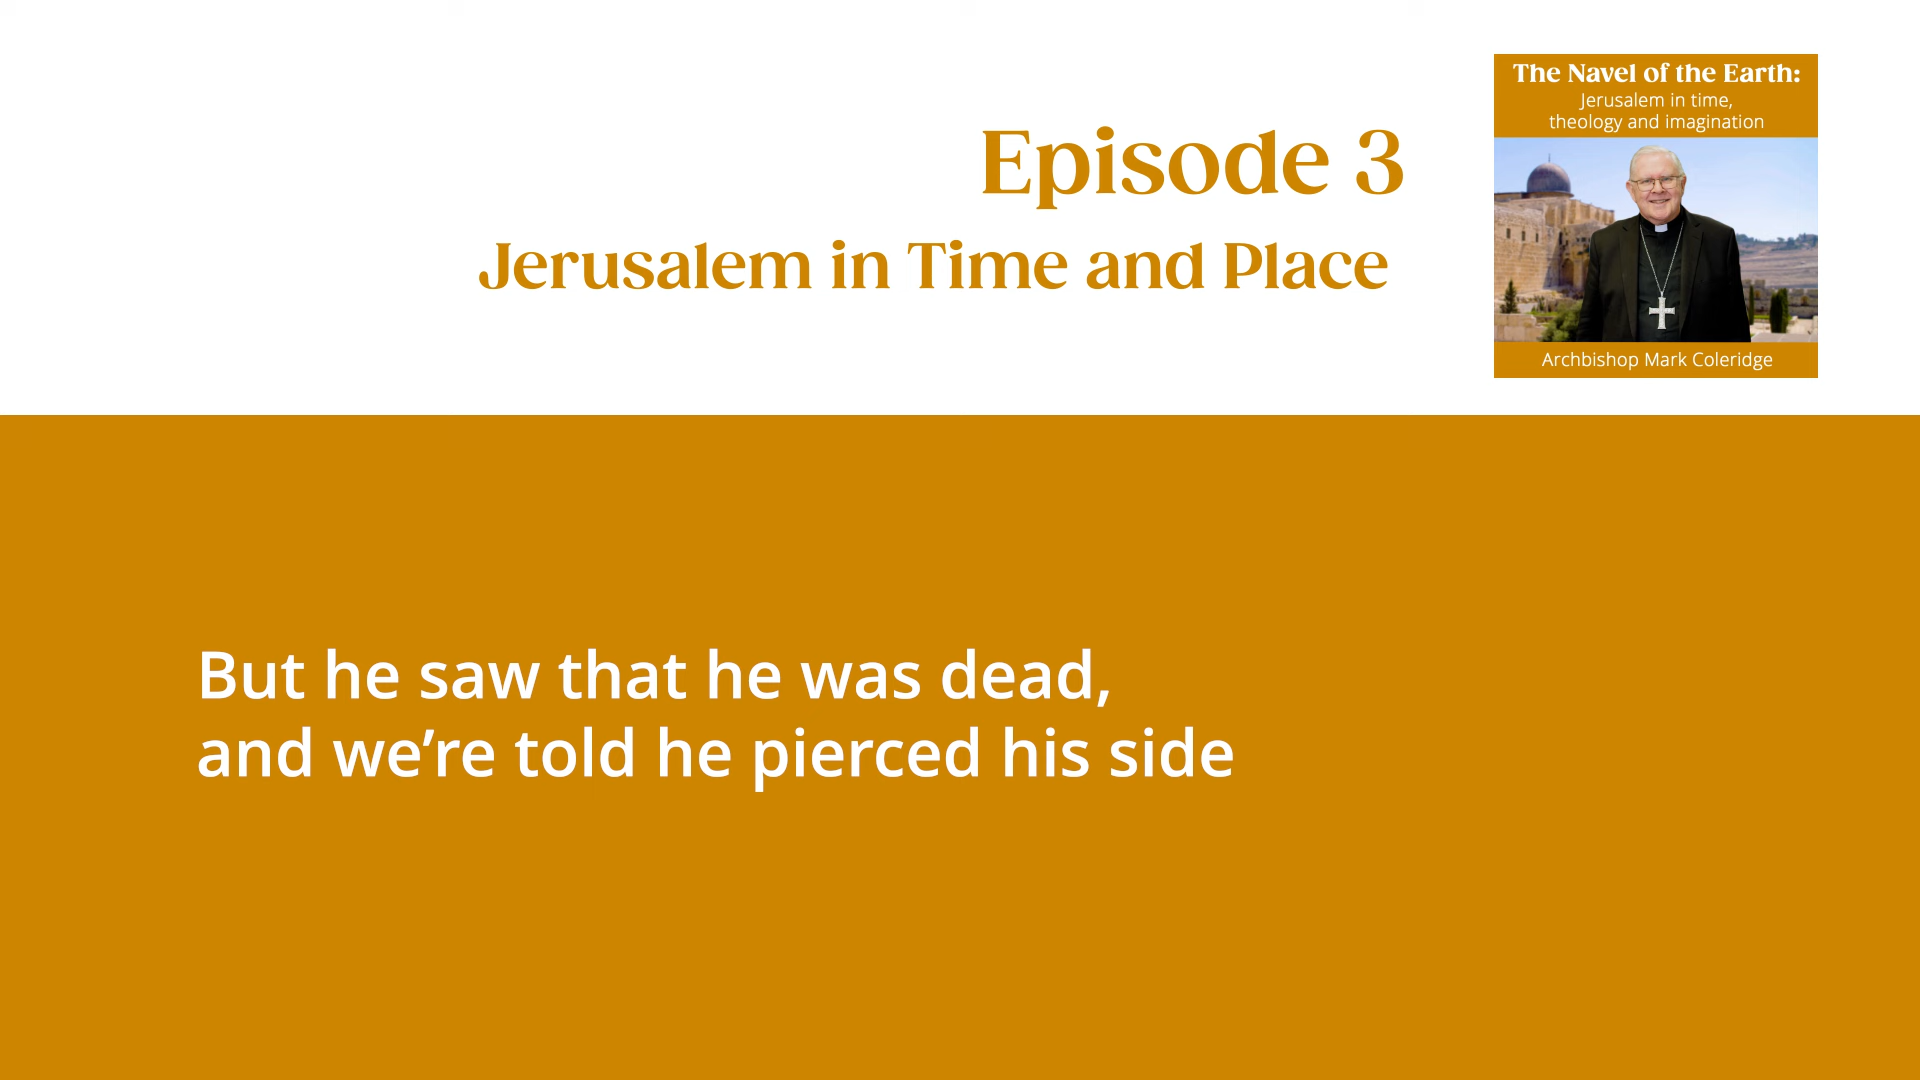 Episode 3
Jerusalem in Time and Place
The Navel of the Earth:
Jerusalem in time,
theology and imagination
Archbishop Mark Coleridge
But he saw that he was dead,
and we’re told he pierced his side